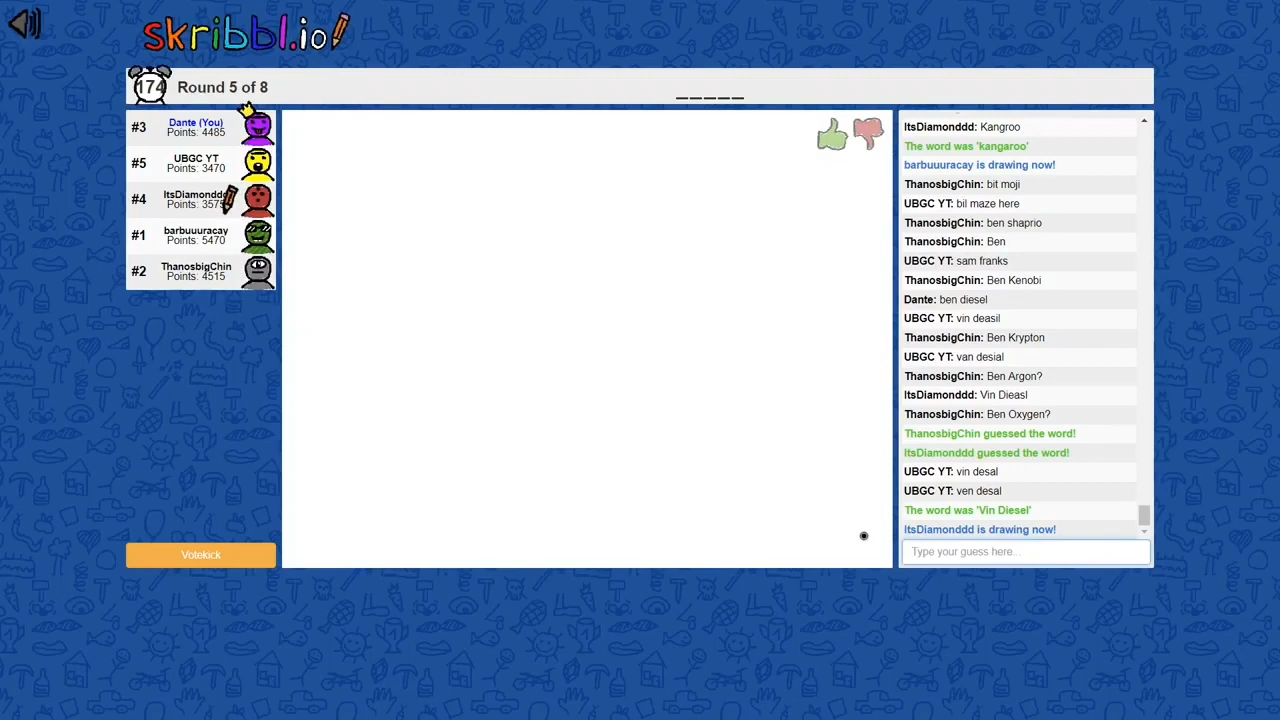 skribbl.io
174 Round 5 of 8
_____
#3 Dante (You)
Points: 4485
#5 UBGC YT
Points: 3470
#4 ItsDiamonddd
Points: 3575
#1 barbuuuracay
Points: 5470
#2 ThanosbigChin
Points: 4515
Votekick
ItsDiamonddd: Kangroo
The word was 'kangaroo'
barbuuuracay is drawing now!
ThanosbigChin: bit moji
UBGC YT: bil maze here
ThanosbigChin: ben shaprio
ThanosbigChin: Ben
UBGC YT: sam franks
ThanosbigChin: Ben Kenobi
Dante: ben diesel
UBGC YT: vin deasil
ThanosbigChin: Ben Krypton
UBGC YT: van desial
ThanosbigChin: Ben Argon?
ItsDiamonddd: Vin Dieasl
ThanosbigChin: Ben Oxygen?
ThanosbigChin guessed the word!
ItsDiamonddd guessed the word!
UBGC YT: vin desal
UBGC YT: ven desal
The word was 'Vin Diesel'
ItsDiamonddd is drawing now!
Type your guess here...